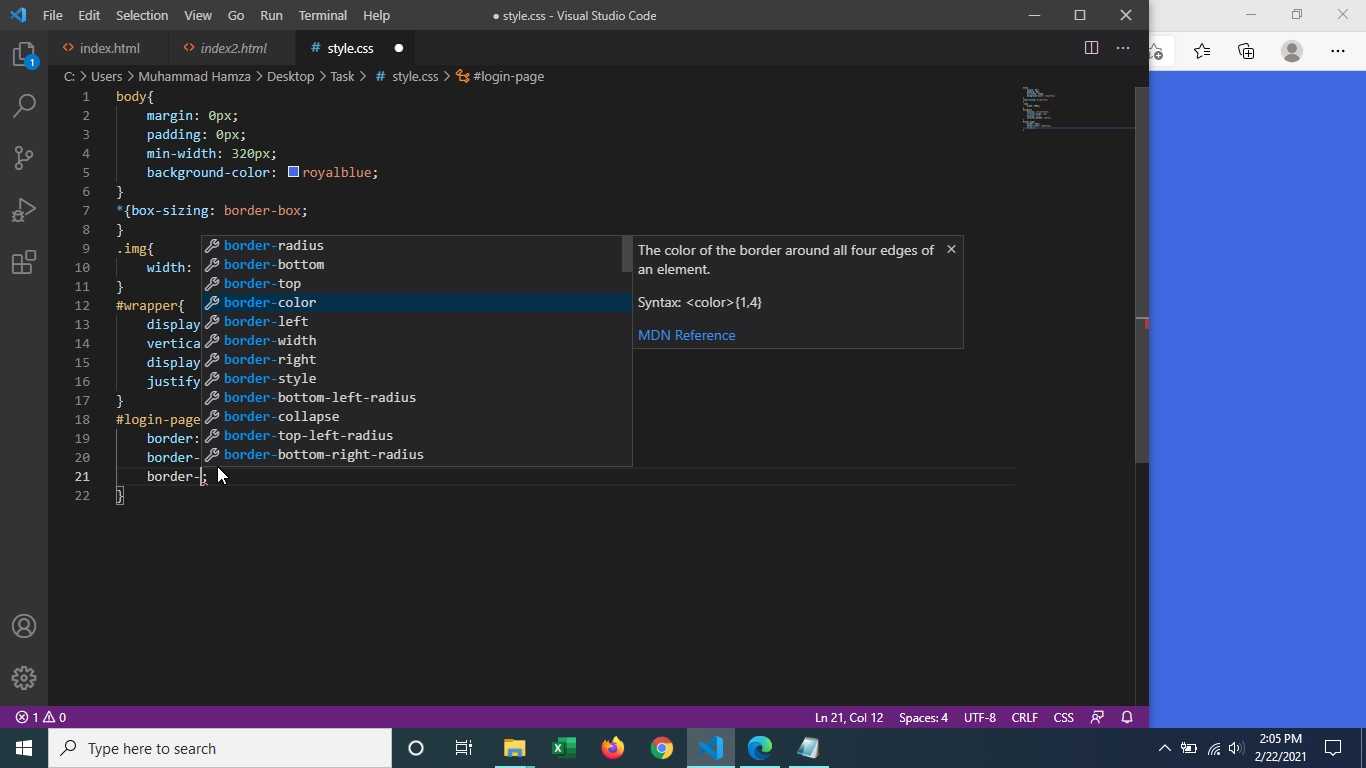 File Edit Selection View Go Run Terminal Help ● style.css - Visual Studio Code
index.html index2.html # style.css ●
C: > Users > Muhammad Hamza > Desktop > Task > # style.css > #login-page
1 body{
2 margin: 0px;
3 padding: 0px;
4 min-width: 320px;
5 background-color: royalblue;
6 }
7 *{box-sizing: border-box;
8 }
9 .img{
10 width:
11 }
12 #wrapper{
13 display
14 vertica
15 display
16 justify
17 }
18 #login-page
19 border:
20 border-
21 border-;
22 }
border-radius
border-bottom
border-top
border-color
border-left
border-width
border-right
border-style
border-bottom-left-radius
border-collapse
border-top-left-radius
border-bottom-right-radius
The color of the border around all four edges of
an element.
Syntax: <color>{1,4}
MDN Reference
1
1 0 Ln 21, Col 12 Spaces: 4 UTF-8 CRLF CSS
Type here to search
2:05 PM
2/22/2021